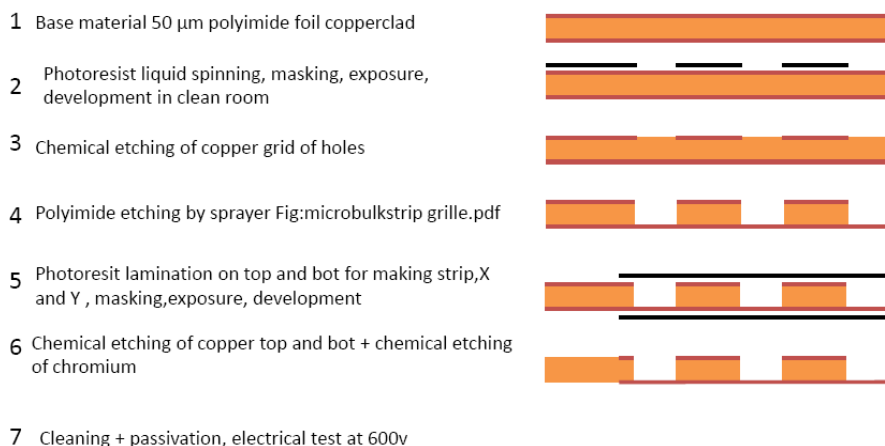 1 Base material 50 μm polyimide foil copperclad
2 Photoresist liquid spinning, masking, exposure,
development in clean room
3 Chemical etching of copper grid of holes
4 Polyimide etching by sprayer Fig:microbulkstrip grille.pdf
5 Photoresit lamination on top and bot for making strip,X
and Y , masking,exposure, development
6 Chemical etching of copper top and bot + chemical etching
of chromium
7 Cleaning + passivation, electrical test at 600v